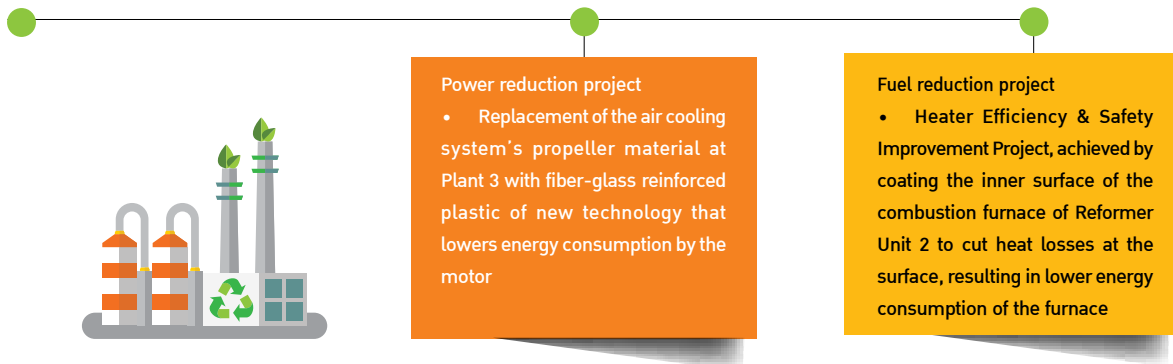 Power reduction project
• Replacement of the air cooling
system's propeller material at
Plant 3 with fiber-glass reinforced
plastic of new technology that
lowers energy consumption by the
motor
Fuel reduction project
• Heater Efficiency & Safety
Improvement Project, achieved by
coating the inner surface of the
combustion furnace of Reformer
Unit 2 to cut heat losses at the
surface, resulting in lower energy
consumption of the furnace